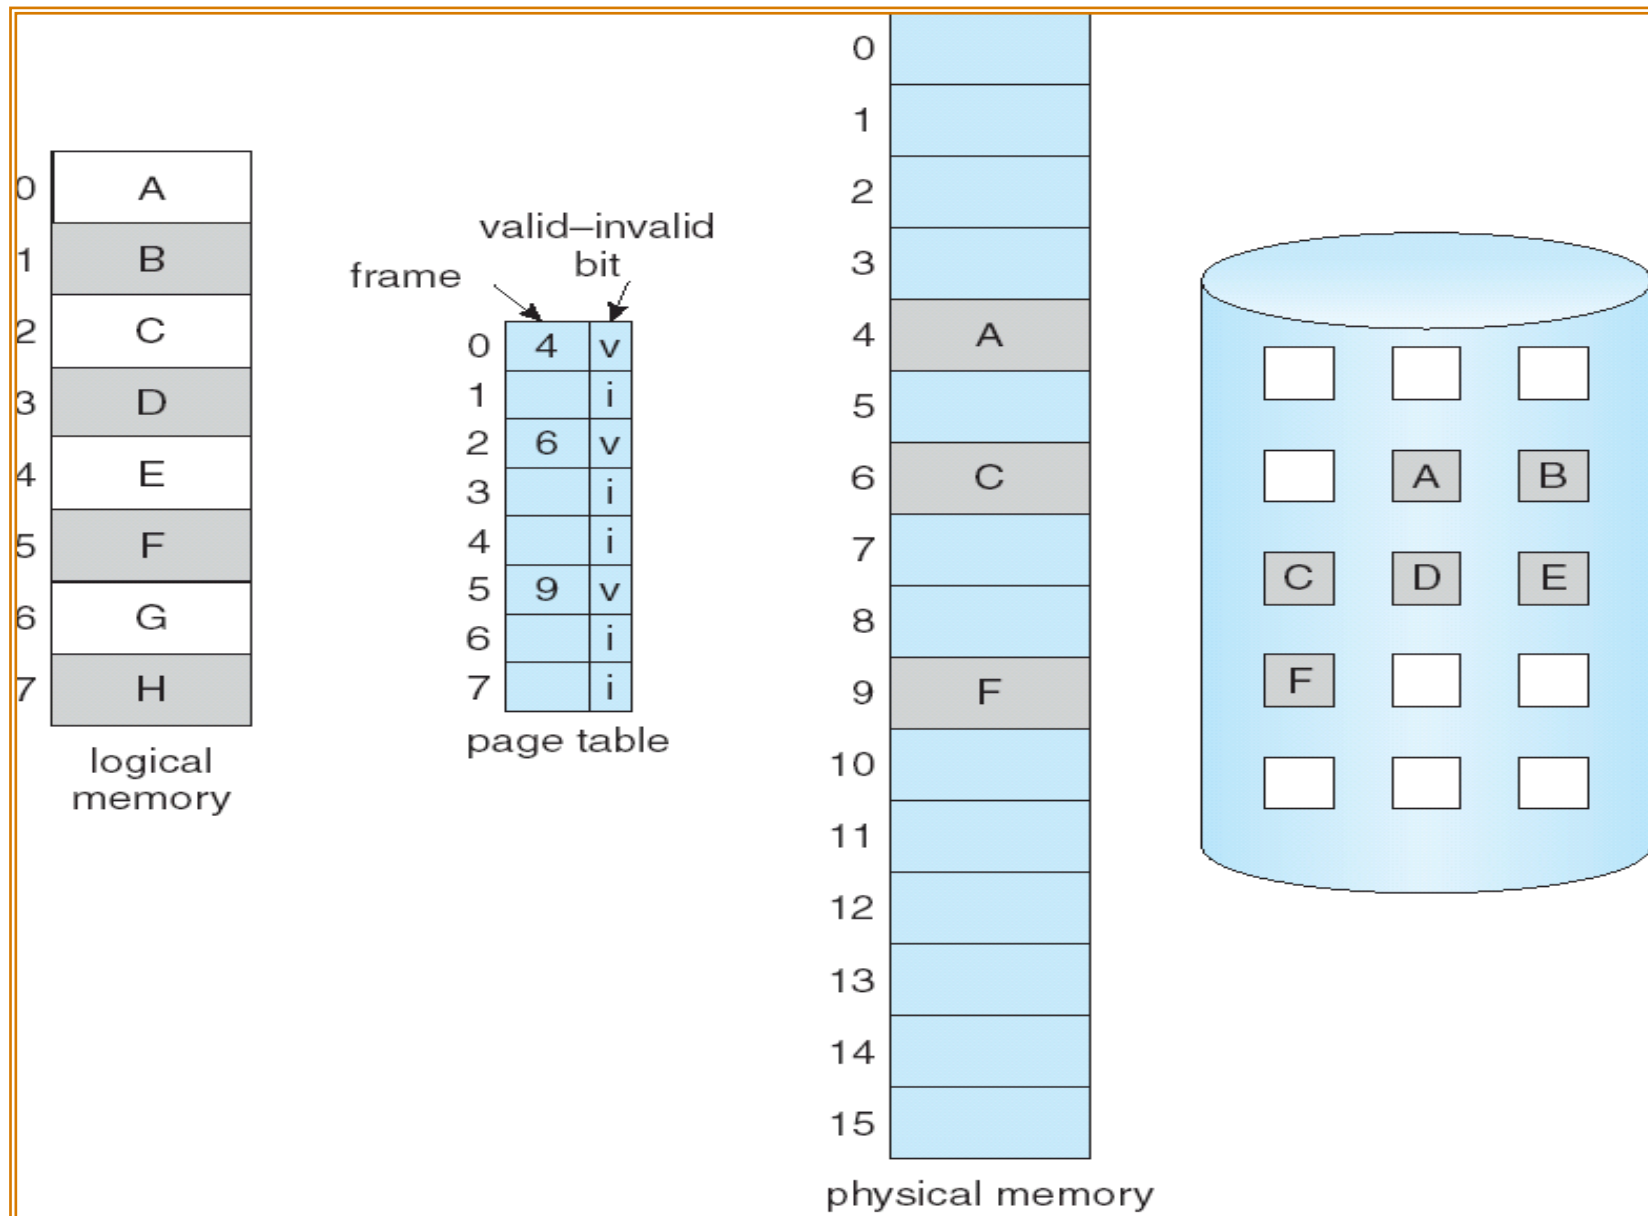 0 A
1 B
2 C
3 D
4 E
5 F
6 G
7 H
logical
memory
valid–invalid
bit
frame
0 4 v
1 i
2 6 v
3 i
4 i
5 9 v
6 i
7 i
page table
0
1
2
3
4 A
5
6 C
7
8
9 F
10
11
12
13
14
15
physical memory
A B
C D E
F